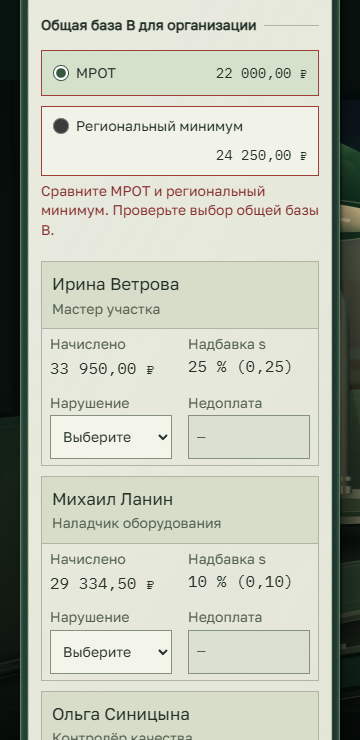 Общая база B для организации
МРОТ 22 000,00 ₽
Региональный минимум
24 250,00 ₽
Сравните МРОТ и региональный
минимум. Проверьте выбор общей базы
B.
Ирина Ветрова
Мастер участка
Начислено Надбавка s
33 950,00 ₽ 25 % (0,25)
Нарушение Недоплата
Выберите —
Михаил Ланин
Наладчик оборудования
Начислено Надбавка s
29 334,50 ₽ 10 % (0,10)
Нарушение Недоплата
Выберите —
Ольга Синицына
Контролёр качества